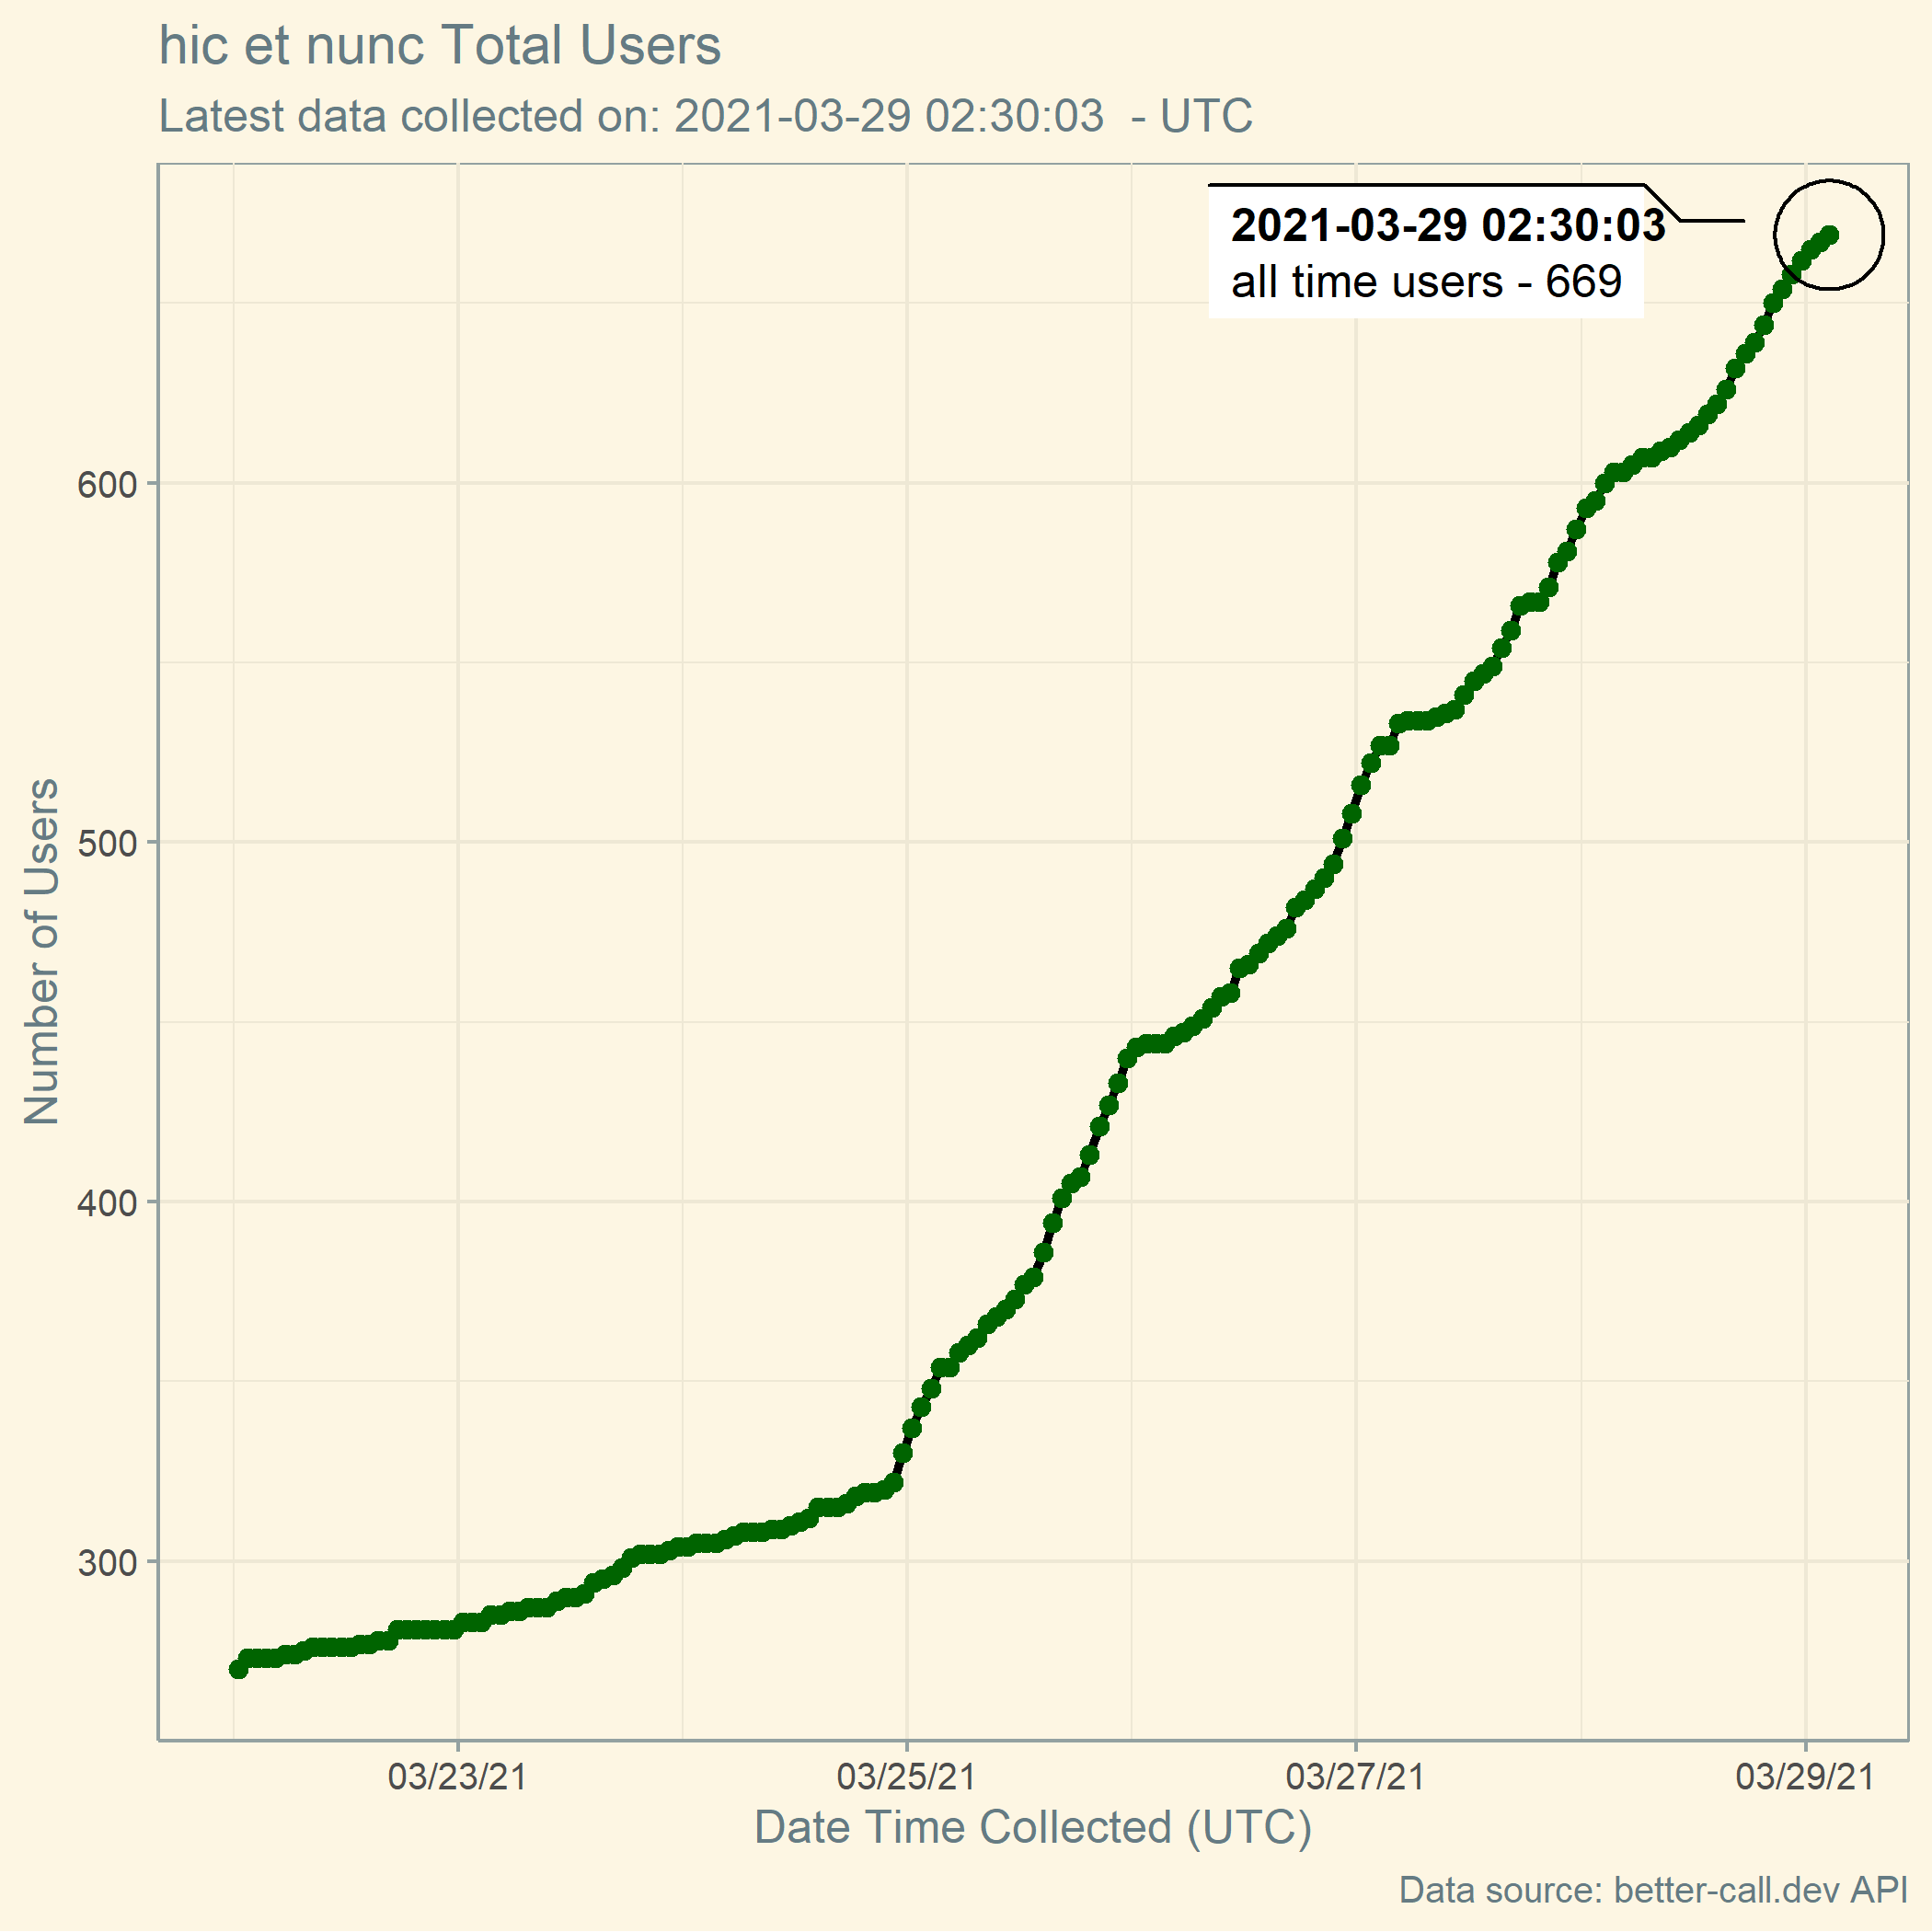 hic et nunc Total Users
Latest data collected on: 2021-03-29 02:30:03  - UTC
2021-03-29 02:30:03
all time users - 669
Number of Users
600
500
400
300
03/23/21
03/25/21
03/27/21
03/29/21
Date Time Collected (UTC)
Data source: better-call.dev API